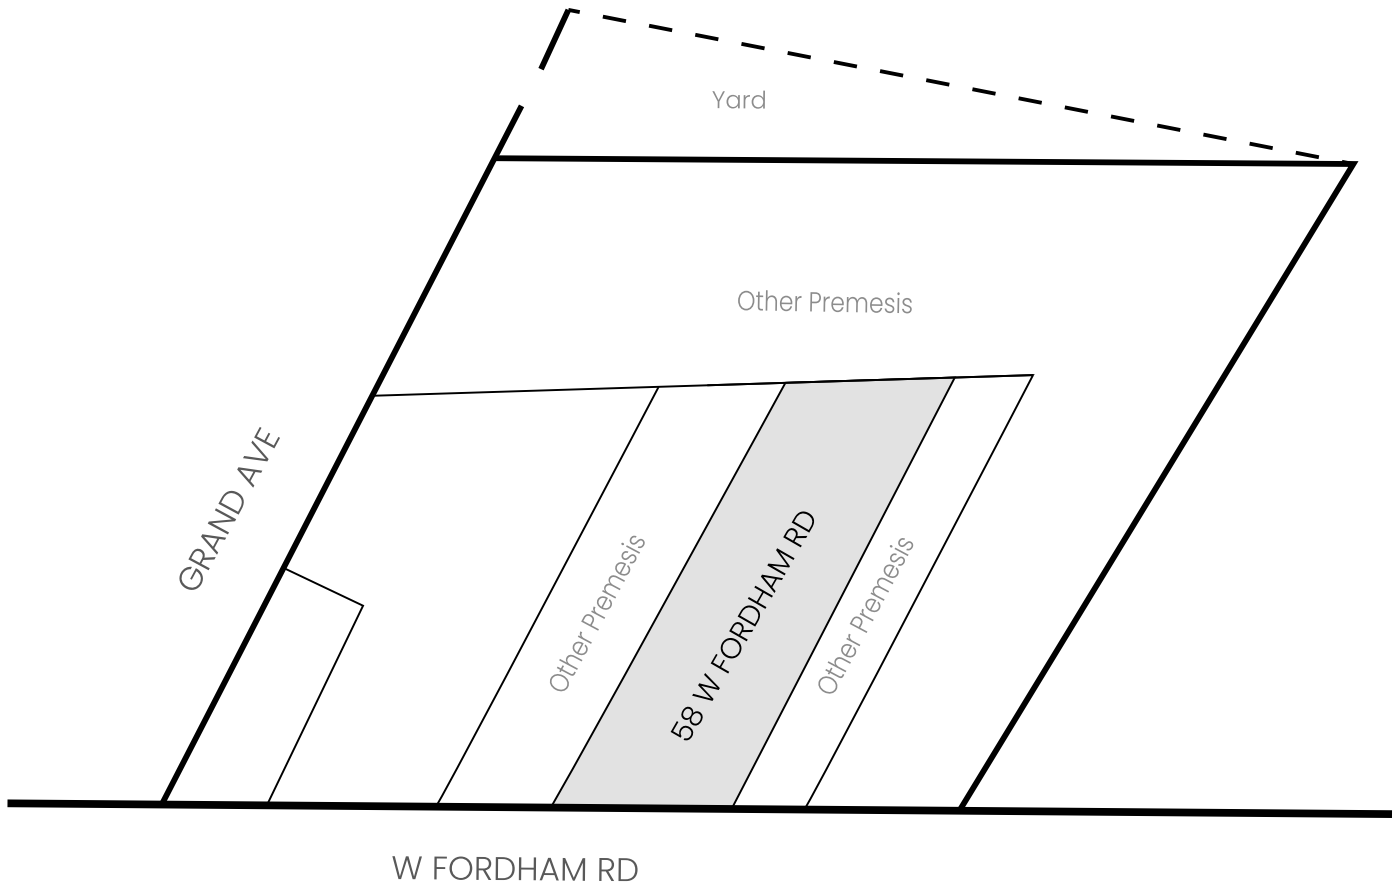 Yard
Other Premesis
GRAND AVE
Other Premesis
58 W FORDHAM RD
Other Premesis
W FORDHAM RD